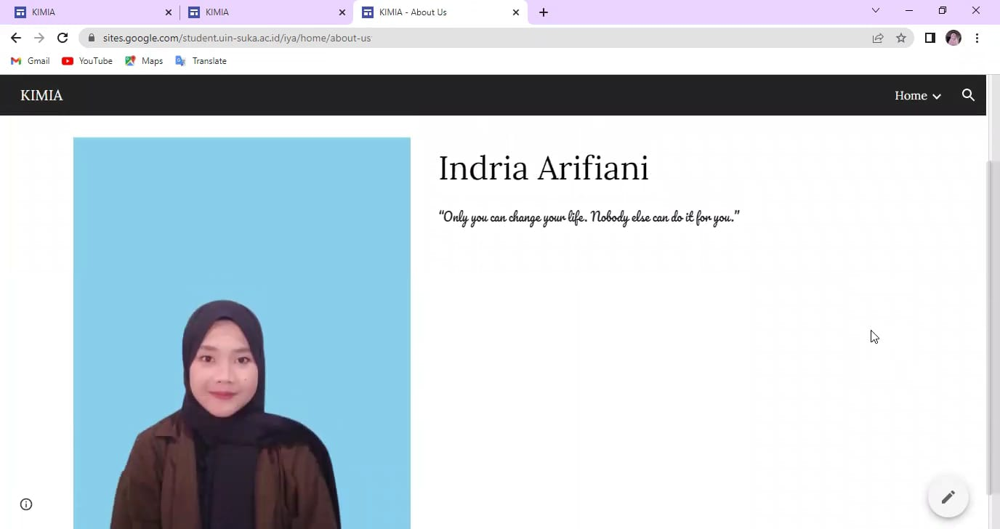 KIMIA
KIMIA
KIMIA - About Us
sites.google.com/student.uin-suka.ac.id/iya/home/about-us
Gmail
YouTube
Maps
Translate
KIMIA
Home
Indria Arifiani
“Only you can change your life. Nobody else can do it for you.”